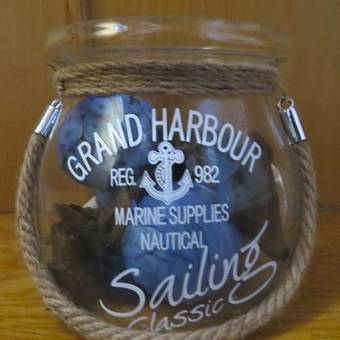 GRAND HARBOUR
REG. 982
MARINE SUPPLIES
NAUTICAL
Sailing
Classic